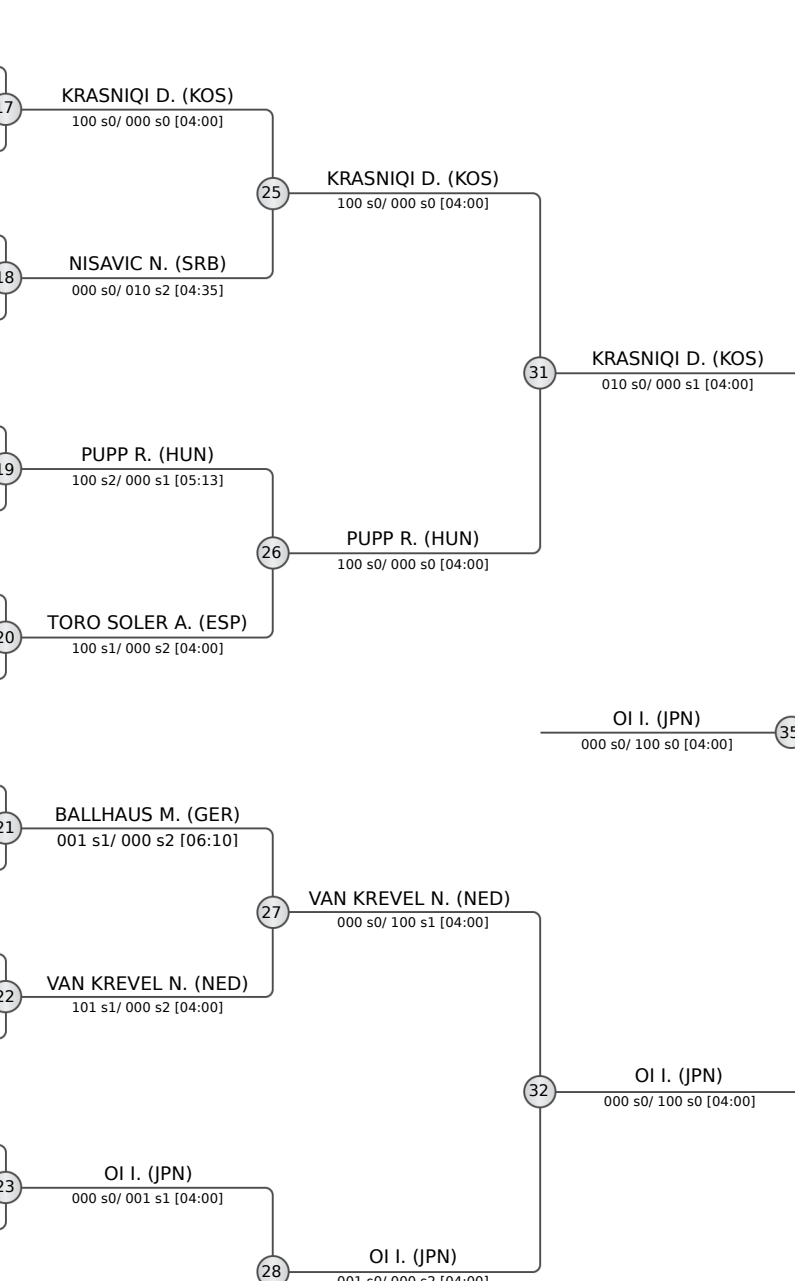 KRASNIQI D. (KOS)
17
100 s0/ 000 s0 [04:00]
KRASNIQI D. (KOS)
25
100 s0/ 000 s0 [04:00]
NISAVIC N. (SRB)
18
000 s0/ 010 s2 [04:35]
KRASNIQI D. (KOS)
31
010 s0/ 000 s1 [04:00]
PUPP R. (HUN)
19
100 s2/ 000 s1 [05:13]
PUPP R. (HUN)
26
100 s0/ 000 s0 [04:00]
TORO SOLER A. (ESP)
20
100 s1/ 000 s2 [04:00]
OI I. (JPN)
35
000 s0/ 100 s0 [04:00]
BALLHAUS M. (GER)
21
001 s1/ 000 s2 [06:10]
VAN KREVEL N. (NED)
27
000 s0/ 100 s1 [04:00]
VAN KREVEL N. (NED)
22
101 s1/ 000 s2 [04:00]
OI I. (JPN)
32
000 s0/ 100 s0 [04:00]
OI I. (JPN)
23
000 s0/ 001 s1 [04:00]
OI I. (JPN)
28
001 s0/ 000 s2 [04:00]